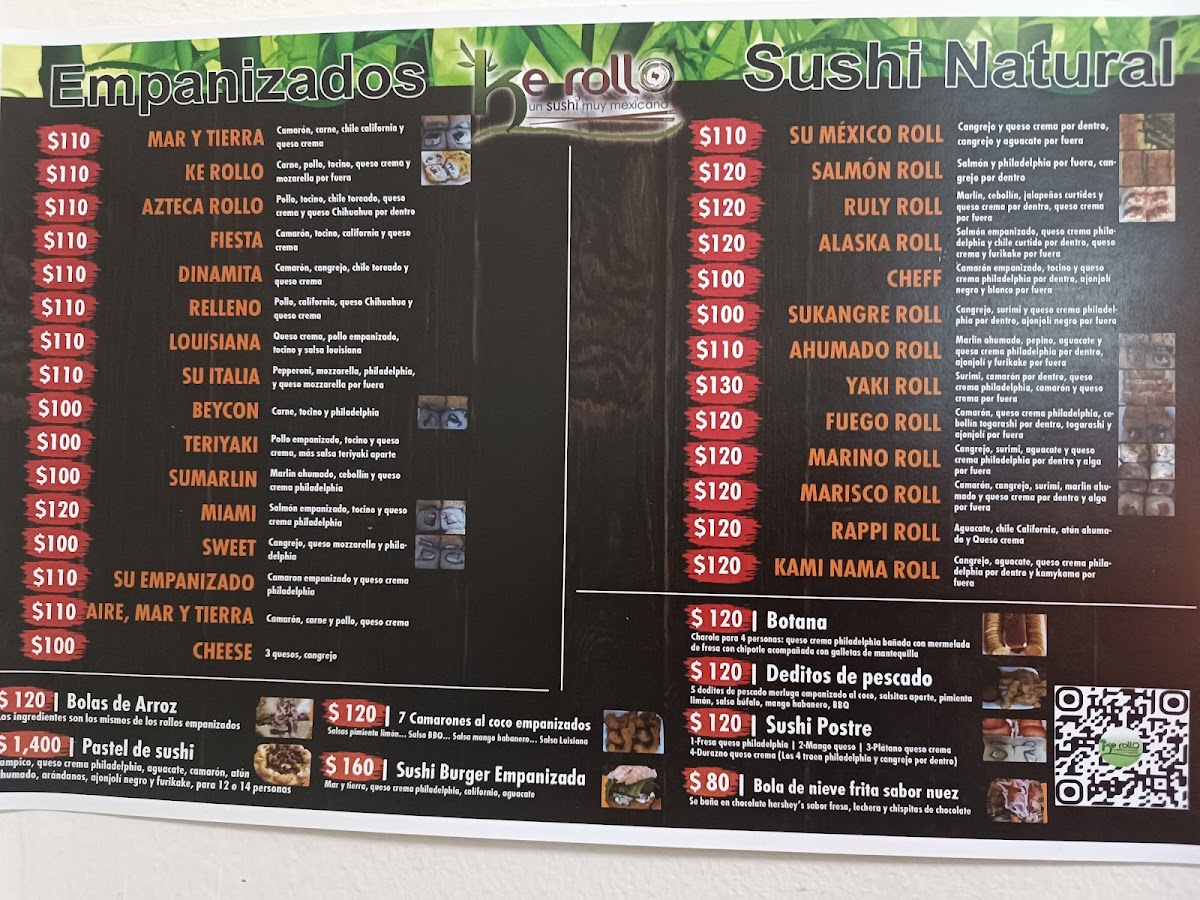 Empanizados
Ke rollo
un sushi muy mexicano
Sushi Natural
$110 MAR Y TIERRA Camarón, carne, chile california y
queso crema
$110 KE ROLLO Carne, pollo, tocino, queso crema y
mozarella por fuera
$110 AZTECA ROLLO Pollo, tocino, chile toreado, queso
crema y queso Chihuahua por dentro
$110 FIESTA Camarón, tocino, california y queso
crema
$110 DINAMITA Camarón, cangrejo, chile toreado y
queso crema
$110 RELLENO Pollo, california, queso Chihuahua y
queso crema
$110 LOUISIANA Queso crema, pollo empanizado,
tocino y salsa louisiana
$110 SU ITALIA Pepperoni, mozzarella, philadelphia,
y queso mozzarella por fuera
$100 BEYCON Carne, tocino y philadelphia
$100 TERIYAKI Pollo empanizado, tocino y queso
crema, más salsa teriyaki aparte
$100 SUMARLIN Marlin ahumado, cebollín y queso
crema philadelphia
$120 MIAMI Salmón empanizado, tocino y queso
crema philadelphia
$100 SWEET Cangrejo, queso mozzarella y phila-
delphia
$110 SU EMPANIZADO Camaron empanizado y queso crema
philadelphia
$110 AIRE, MAR Y TIERRA Camarón, carne y pollo, queso crema
$100 CHEESE 3 quesos, cangrejo
$110 SU MÉXICO ROLL Cangrejo y queso crema por dentro,
cangrejo y aguacate por fuera
$120 SALMÓN ROLL Salmón y philadelphia por fuera, can-
grejo por dentro
$120 RULY ROLL Marlin, cebollín, jalapeños curtidos y
queso crema por dentro, queso crema
por fuera
$120 ALASKA ROLL Salmón empanizado, queso crema phila-
delphia y chile curtido por dentro, queso
crema y furikake por fuera
$100 CHEFF Camarón empanizado, tocino y queso
crema philadelphia por dentro, ajonjolí
negro y blanco por fuera
$100 SUKANGRE ROLL Cangrejo, surimi y queso crema philadel-
phia por dentro, ajonjolí negro por fuera
$110 AHUMADO ROLL Marlin ahumado, pepino, aguacate y
queso crema philadelphia por dentro,
ajonjolí y furikake por fuera
$130 YAKI ROLL Surimi, camarón por dentro, queso
crema philadelphia, camarón y queso
crema por fuera
$120 FUEGO ROLL Camarón, queso crema philadelphia, ce-
bollín togarashi por dentro, togarashi y
ajonjolí por fuera
$120 MARINO ROLL Cangrejo, surimi, aguacate y queso
crema philadelphia por dentro y alga
por fuera
$120 MARISCO ROLL Camarón, cangrejo, surimi, marlin ahu-
mado y queso crema por dentro y alga
por fuera
$120 RAPPI ROLL Aguacate, chile California, atún ahuma-
do y Queso crema
$120 KAMI NAMA ROLL Cangrejo, aguacate, queso crema phila-
delphia por dentro y kamykama por
fuera
$ 120 | Bolas de Arroz
Los ingredientes son los mismos de los rollos empanizados
$ 1,400 | Pastel de sushi
ampico, queso crema philadelphia, aguacate, camarón, atún
ahumado, arándanos, ajonjolí negro y furikake, para 12 o 14 personas
$ 120 | 7 Camarones al coco empanizados
Salsas pimienta limón... Salsa BBQ... Salsa mango habanero... Salsa Luisiana
$ 160 | Sushi Burger Empanizada
Mar y tierra, queso crema philadelphia, california, aguacate
$ 120 | Botana
Charola para 4 personas: queso crema philadelphia bañada con mermelada
de fresa con chipotle acompañada con galletas de mantequilla
$ 120 | Deditos de pescado
5 deditos de pescado merluga empanizado al coco, salsitas aparte, pimienta
limón, salsa búfalo, mango habanero, BBQ
$ 120 | Sushi Postre
1-Fresa queso philadelphia | 2-Mango queso | 3-Plátano queso crema
4-Durazno queso crema (Los 4 traen philadelphia y cangrejo por dentro)
$ 80 | Bola de nieve frita sabor nuez
Se baña en chocolate hershey's sabor fresa, lechera y chispitas de chocolate
Ke rollo